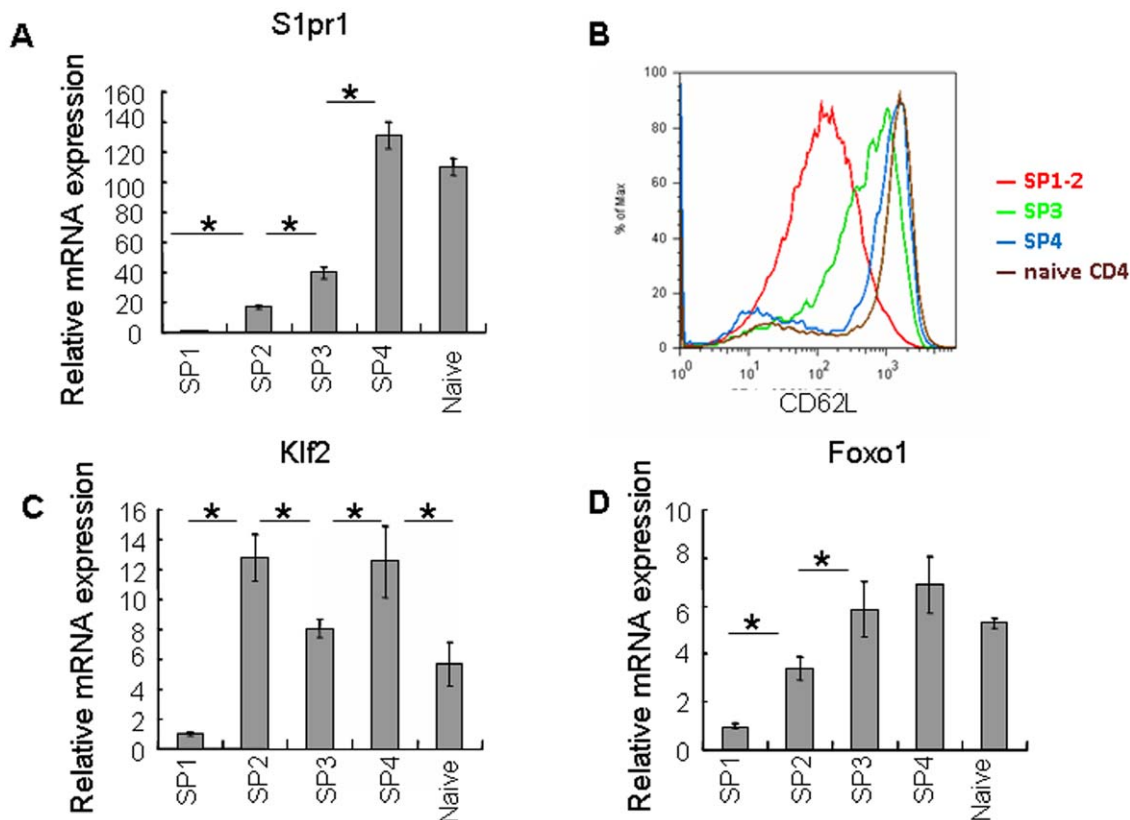 A
S1pr1
Relative mRNA expression
160
140
120
100
80
60
40
20
0
*
*
*
SP1
SP2
SP3
SP4
Naive
B
100
80
60
40
20
0
% of Max
10^0
10^1
10^2
10^3
CD62L
SP1-2
SP3
SP4
naive CD4
C
Klf2
Relative mRNA expression
16
14
12
10
8
6
4
2
0
*
*
*
*
SP1
SP2
SP3
SP4
Naive
D
Foxo1
Relative mRNA expression
10
8
6
4
2
0
*
*
SP1
SP2
SP3
SP4
Naive